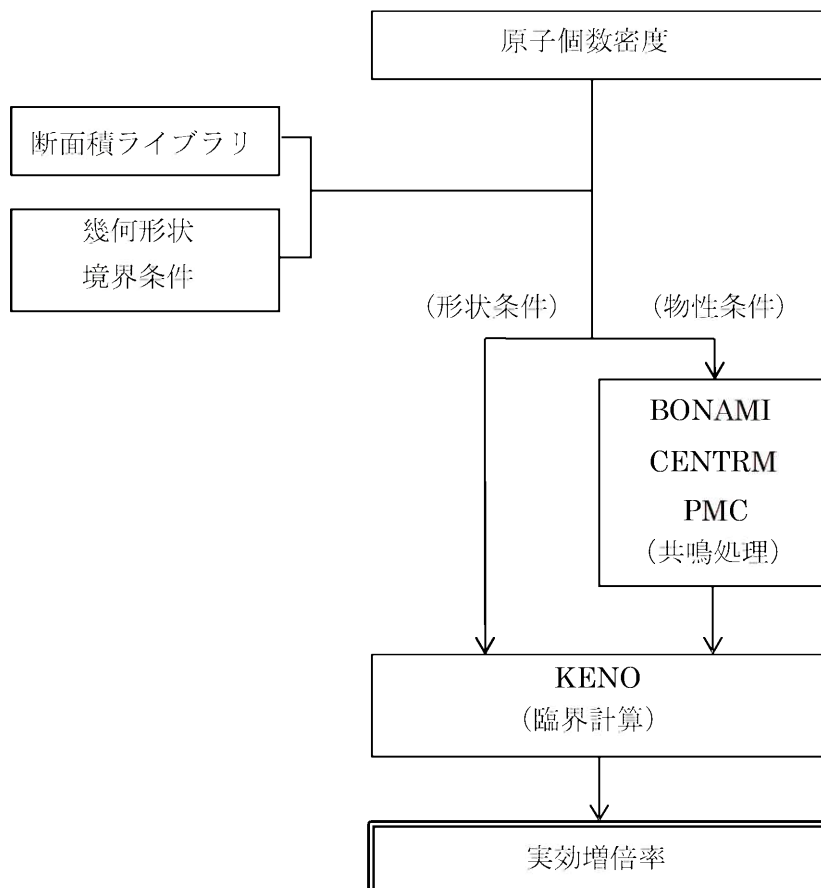 原子個数密度
断面積ライブラリ
幾何形状
境界条件
(形状条件)
(物性条件)
BONAMI
CENTRM
PMC
(共鳴処理)
KENO
(臨界計算)
実効増倍率